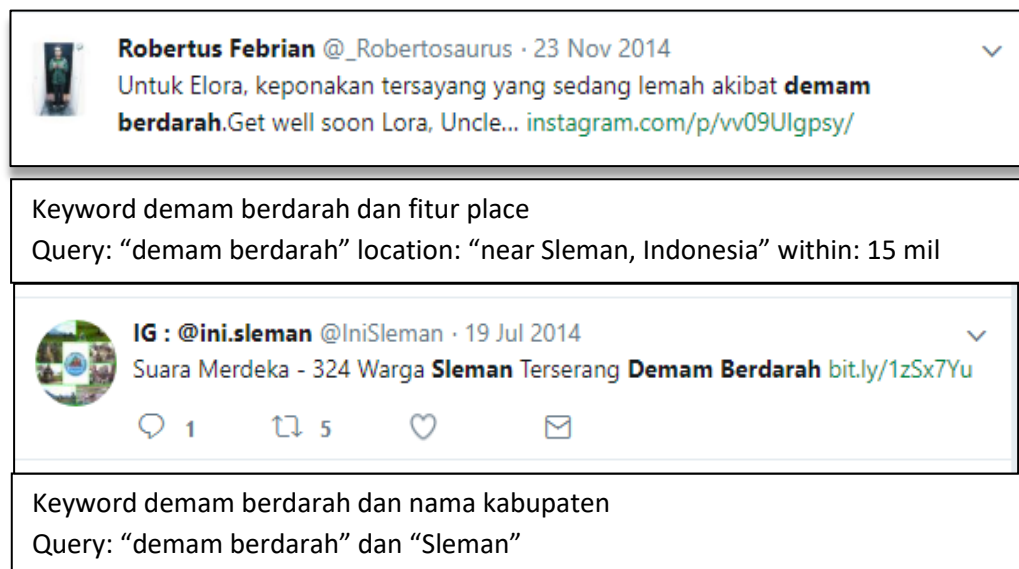 Robertus Febrian @_Robertosaurus · 23 Nov 2014
Untuk Elora, keponakan tersayang yang sedang lemah akibat demam
berdarah.Get well soon Lora, Uncle... instagram.com/p/vv09UIgpsy/
Keyword demam berdarah dan fitur place
Query: “demam berdarah” location: “near Sleman, Indonesia” within: 15 mil
IG : @ini.sleman @IniSleman · 19 Jul 2014
Suara Merdeka - 324 Warga Sleman Terserang Demam Berdarah bit.ly/1zSx7Yu
1 5
Keyword demam berdarah dan nama kabupaten
Query: “demam berdarah” dan “Sleman”